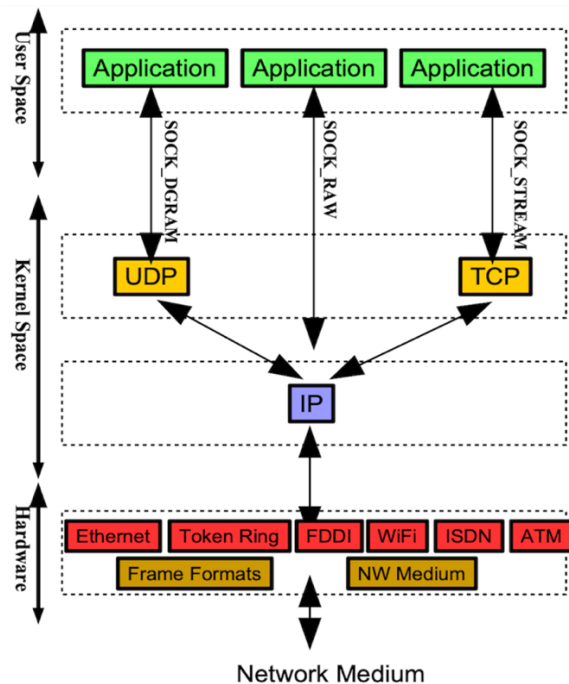 User Space
Application Application Application
SOCK_DGRAM
SOCK_RAW
SOCK_STREAM
Kernel Space
UDP TCP
IP
Hardware
Ethernet Token Ring FDDI WiFi ISDN ATM
Frame Formats NW Medium
Network Medium